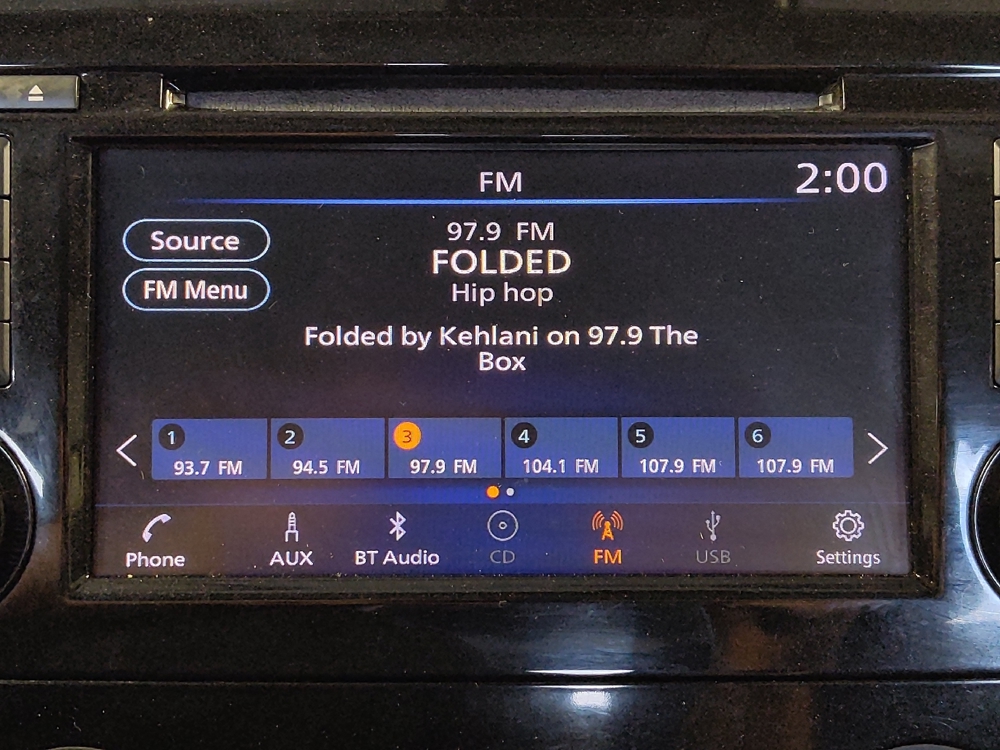 FM
2:00
Source
FM Menu
97.9 FM
FOLDED
Hip hop
Folded by Kehlani on 97.9 The
Box
1
93.7 FM
2
94.5 FM
3
97.9 FM
4
104.1 FM
5
107.9 FM
6
107.9 FM
Phone
AUX
BT Audio
CD
FM
USB
Settings